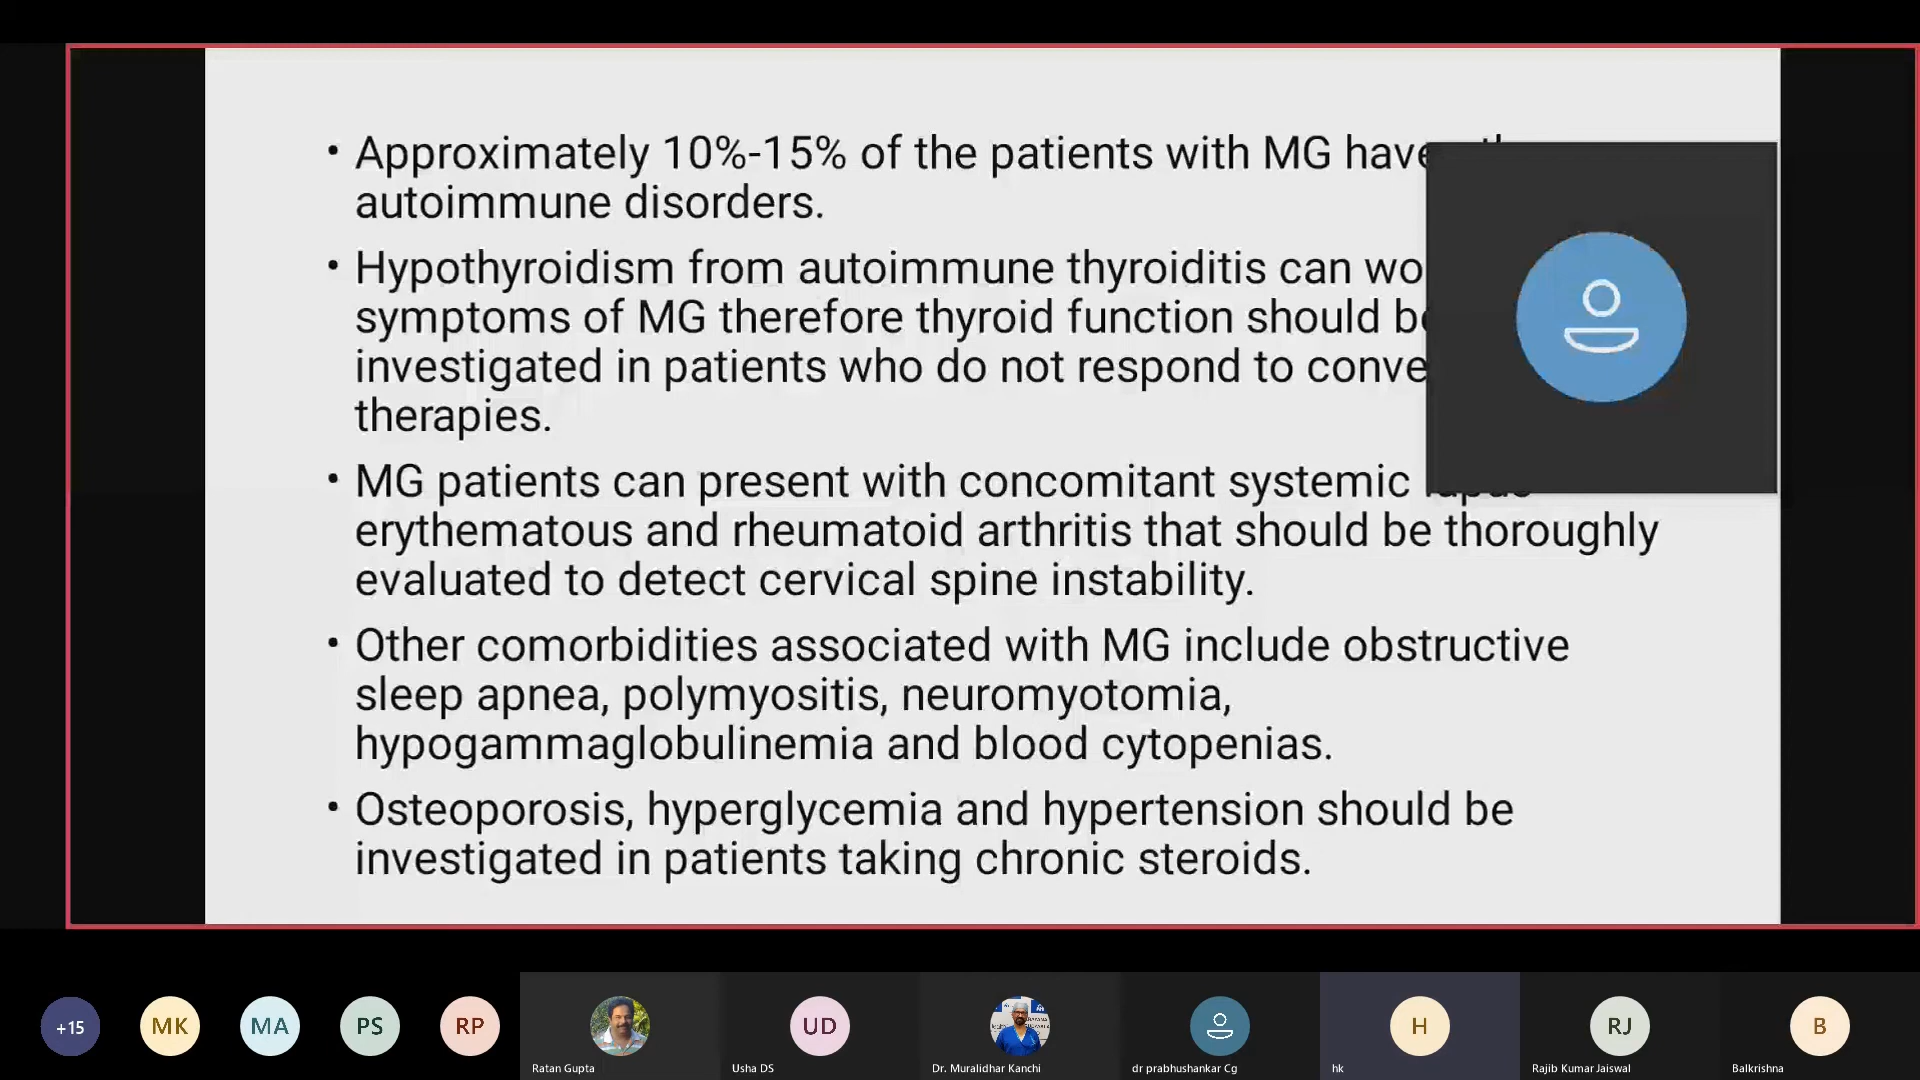 • Approximately 10%-15% of the patients with MG have
autoimmune disorders.
• Hypothyroidism from autoimmune thyroiditis can wo
symptoms of MG therefore thyroid function should be
investigated in patients who do not respond to conve
therapies.
• MG patients can present with concomitant systemic
erythematous and rheumatoid arthritis that should be thoroughly
evaluated to detect cervical spine instability.
• Other comorbidities associated with MG include obstructive
sleep apnea, polymyositis, neuromyotomia,
hypogammaglobulinemia and blood cytopenias.
• Osteoporosis, hyperglycemia and hypertension should be
investigated in patients taking chronic steroids.
+15
MK
MA
PS
RP
Ratan Gupta
UD
Usha DS
Dr. Muralidhar Kanchi
dr prabhushankar Cg
H
hk
RJ
Rajib Kumar Jaiswal
B
Balkrishna